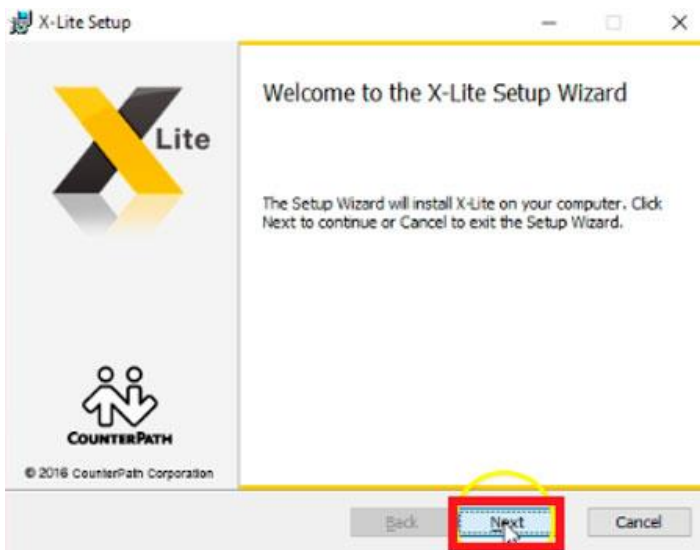 X-Lite Setup
Welcome to the X-Lite Setup Wizard
Lite
The Setup Wizard will install X-Lite on your computer. Click
Next to continue or Cancel to exit the Setup Wizard.
COUNTERPATH
© 2016 CounterPath Corporation
Back Next Cancel